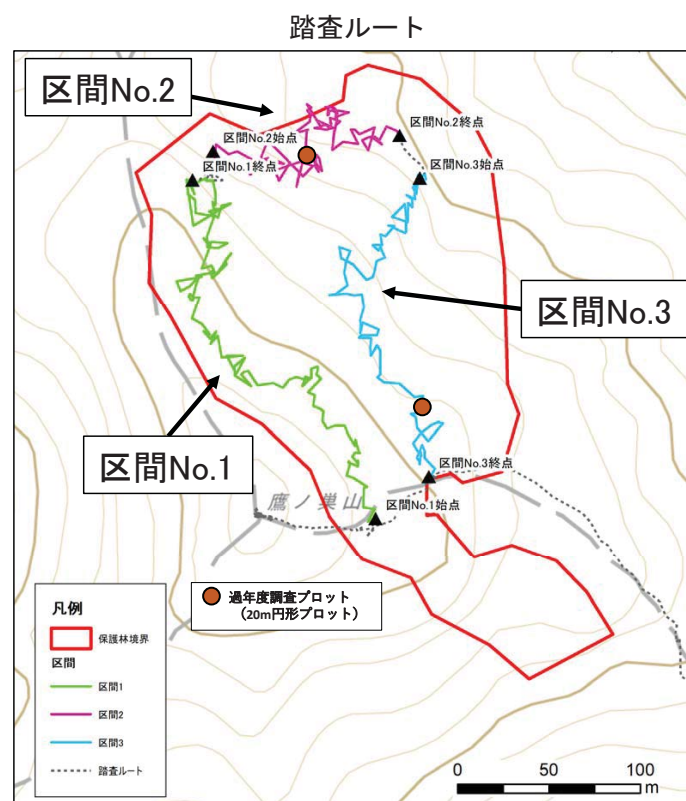 踏査ルート
区間No.2
区間No.2終点
区間No.2始点
区間No.1終点
区間No.3始点
区間No.3
区間No.1
区間No.3終点
鷹ノ巣山
区間No.1始点
凡例
保護林境界
区間
区間1
区間2
区間3
踏査ルート
過年度調査プロット
（20m円形プロット）
0 50 100
m